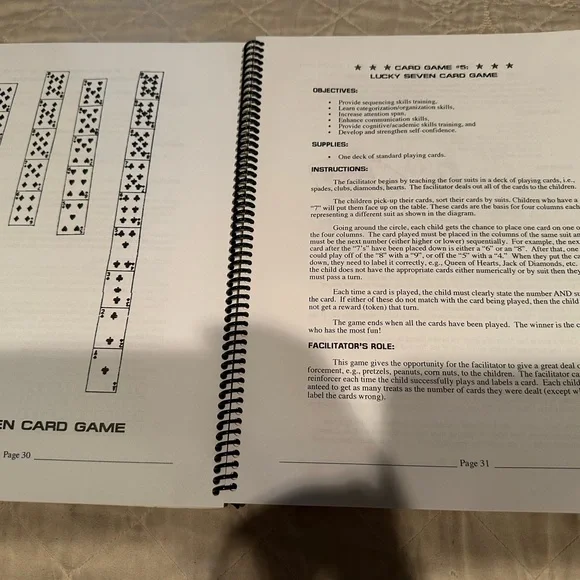 EN CARD GAME
Page 30
★ ★ ★ CARD GAME #5: ★ ★ ★
LUCKY SEVEN CARD GAME
OBJECTIVES:
• Provide sequencing skills training,
• Learn categorization/organization skills,
• Increase attention span,
• Enhance communication skills,
• Provide cognitive/academic skills training, and
• Develop and strengthen self-confidence.
SUPPLIES:
• One deck of standard playing cards.
INSTRUCTIONS:
The facilitator begins by teaching the four suits in a deck of playing cards, i.e.,
spades, clubs, diamonds, hearts. The facilitator deals out all of the cards to the children.
The children pick-up their cards, sort their cards by suits. Children who have a
"7" will put them face up on the table. These cards are the basis for four columns each
representing a different suit as shown in the diagram.
Going around the circle, each child gets the chance to place one card on one o
the four columns. The card played must be placed in the columns of the same suit a
must be the next number (either higher or lower) sequentially. For example, the ne
card after the "7's" have been placed down is either a "6" or an "8". After that, one
could play off of the "8" with a "9", or off the "5" with a "4." When they put the ca
down, they need to label it correctly, e.g., Queen of Hearts, Jack of Diamonds, etc.
the child does not have the appropriate cards either numerically or by suit then they
must pass a turn.
Each time a card is played, the child must clearly state the number AND su
the card. If either of these do not match with the card being played, then the child
not get a reward (token) that turn.
The game ends when all the cards have been played. The winner is the c
who has the most fun!
FACILITATOR'S ROLE:
This game gives the opportunity for the facilitator to give a great deal o
forcement, e.g., pretzels, peanuts, corn nuts, to the children. The facilitator ca
reinforcer each time the child successfully plays and labels a card. Each child
anteed to get as many treats as the number of cards they were dealt (except w
label the cards wrong).
Page 31